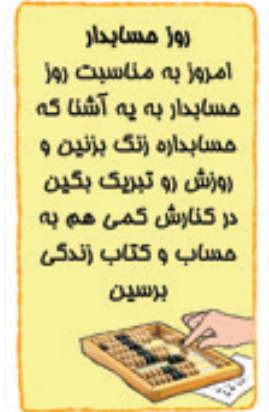 روز حسابدار
امروز به مناسبت روز
حسابدار به یه آشنا که
حسابداره زنگ بزنین و
روزش رو تبریک بگین
در کنارش کمی هم به
حساب و کتاب زندگی
برسین